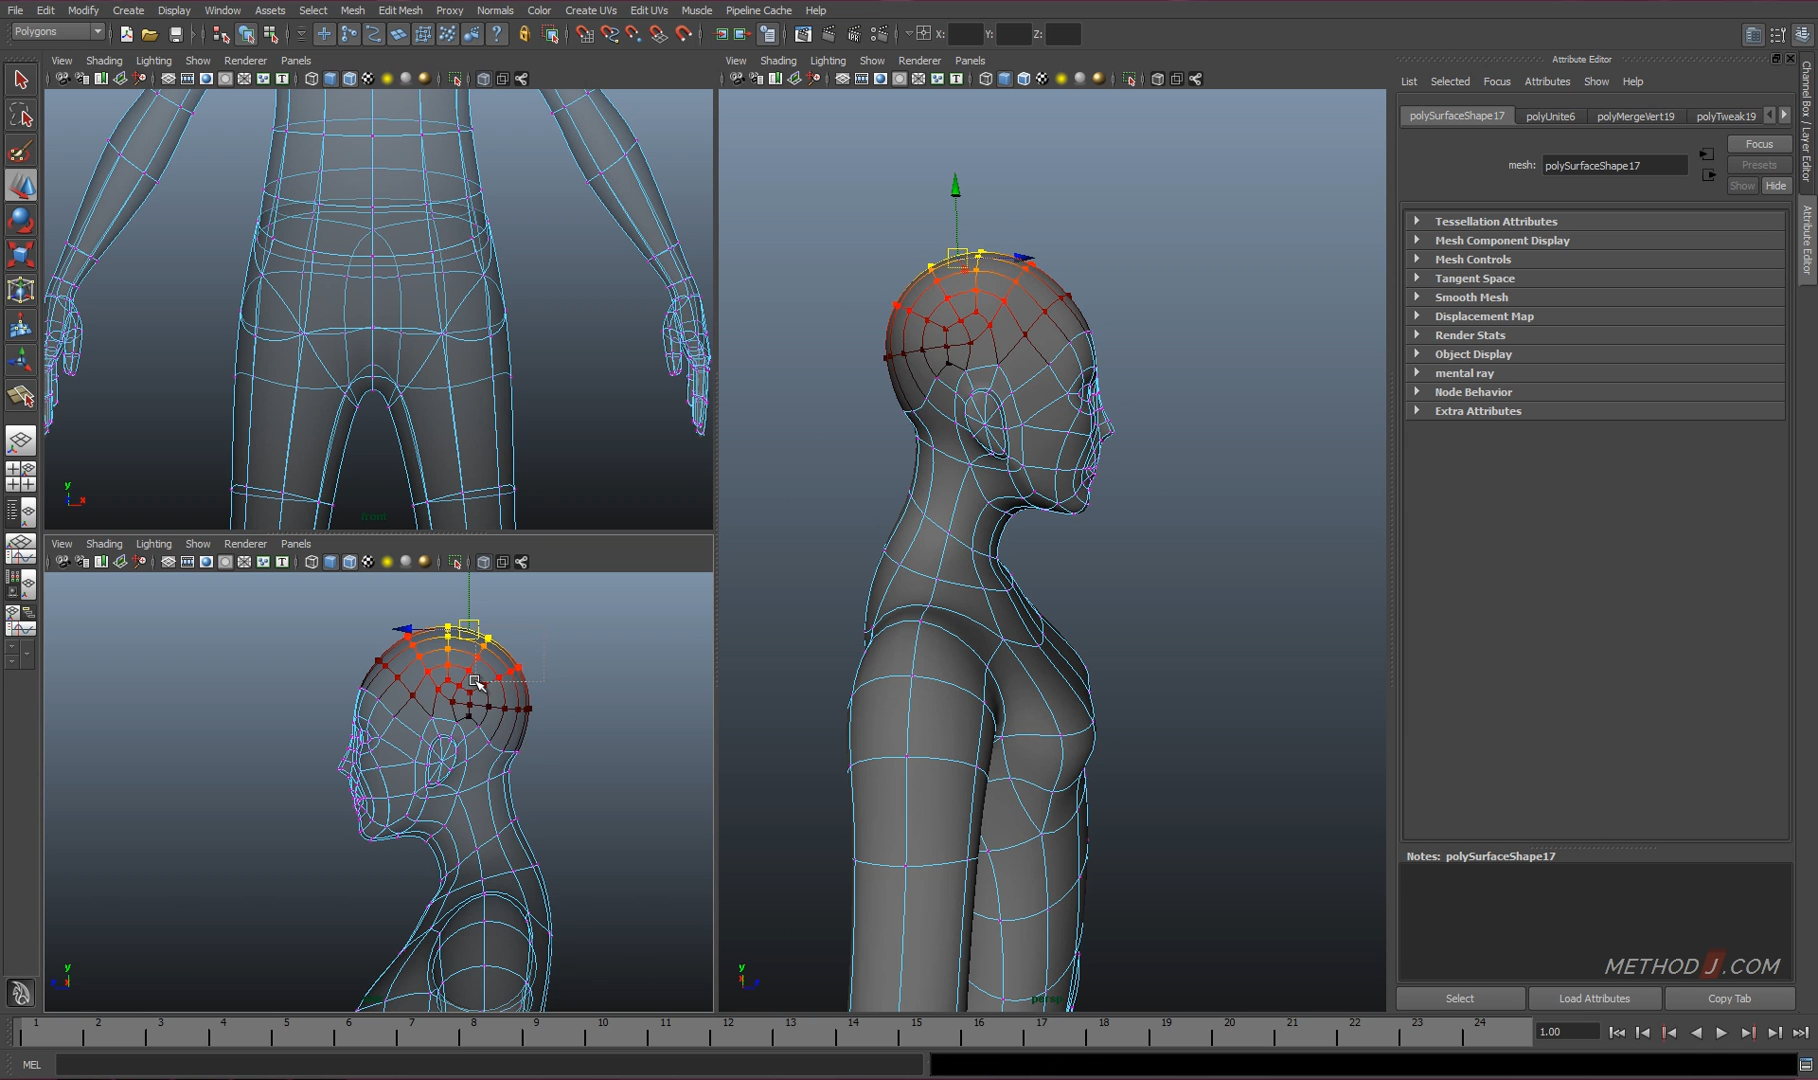 File Edit Modify Create Display Window Assets Select Mesh Edit Mesh Proxy Normals Color Create UVs Edit UVs Muscle Pipeline Cache Help
Polygons X: Y: Z:
View Shading Lighting Show Renderer Panels
View Shading Lighting Show Renderer Panels
Attribute Editor
List Selected Focus Attributes Show Help
polySurfaceShape17 polyUnite6 polyMergeVert19 polyTweak19
Focus
mesh: polySurfaceShape17
Presets
Show Hide
Tessellation Attributes
Mesh Component Display
Mesh Controls
Tangent Space
Smooth Mesh
Displacement Map
Render Stats
Object Display
mental ray
Node Behavior
Extra Attributes
Channel Box / Layer Editor
Attribute Editor
y
x
front
View Shading Lighting Show Renderer Panels
y
y
persp
Notes: polySurfaceShape17
METHOD J .COM
Select Load Attributes Copy Tab
1 2 3 4 5 6 7 8 9 10 11 12 13 14 15 16 17 18 19 20 21 22 23 24
1.00
MEL